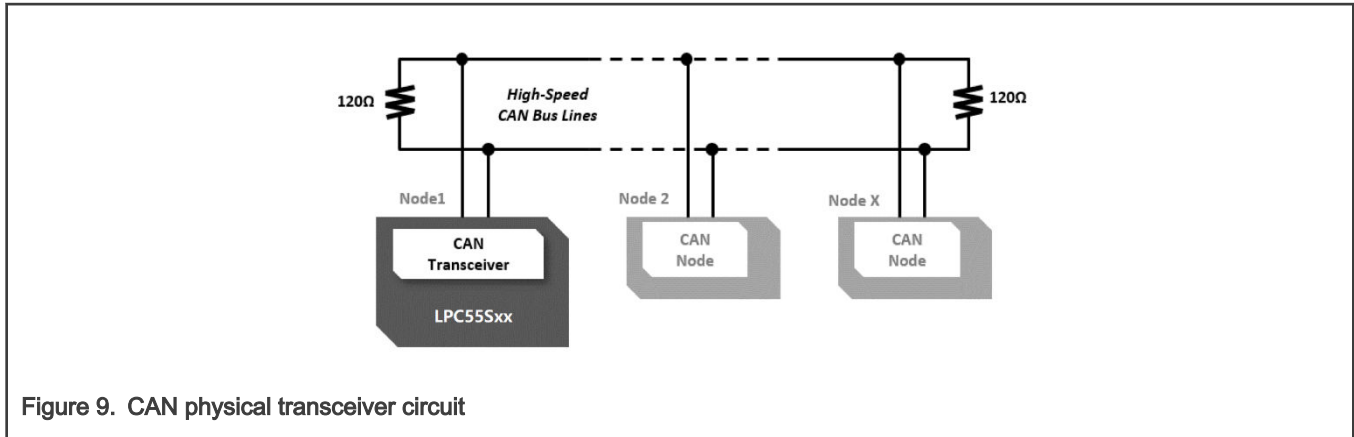 120Ω
High-Speed
CAN Bus Lines
120Ω
Node1
Node 2
Node X
CAN
Transceiver
LPC55Sxx
CAN
Node
CAN
Node
Figure 9. CAN physical transceiver circuit